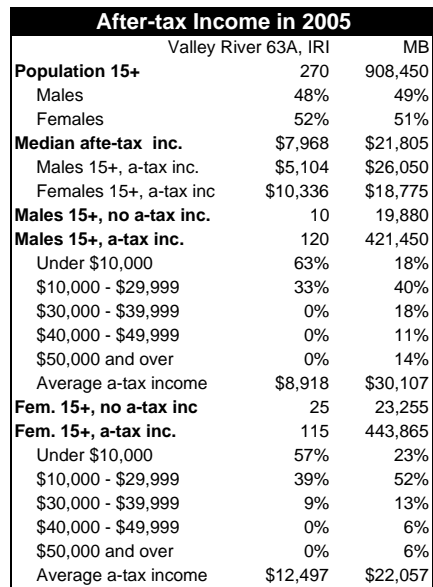 After-tax Income in 2005
Valley River 63A, IRI MB
Population 15+ 270 908,450
Males 48% 49%
Females 52% 51%
Median afte-tax inc. $7,968 $21,805
Males 15+, a-tax inc. $5,104 $26,050
Females 15+, a-tax inc $10,336 $18,775
Males 15+, no a-tax inc. 10 19,880
Males 15+, a-tax inc. 120 421,450
Under $10,000 63% 18%
$10,000 - $29,999 33% 40%
$30,000 - $39,999 0% 18%
$40,000 - $49,999 0% 11%
$50,000 and over 0% 14%
Average a-tax income $8,918 $30,107
Fem. 15+, no a-tax inc 25 23,255
Fem. 15+, a-tax inc. 115 443,865
Under $10,000 57% 23%
$10,000 - $29,999 39% 52%
$30,000 - $39,999 9% 13%
$40,000 - $49,999 0% 6%
$50,000 and over 0% 6%
Average a-tax income $12,497 $22,057